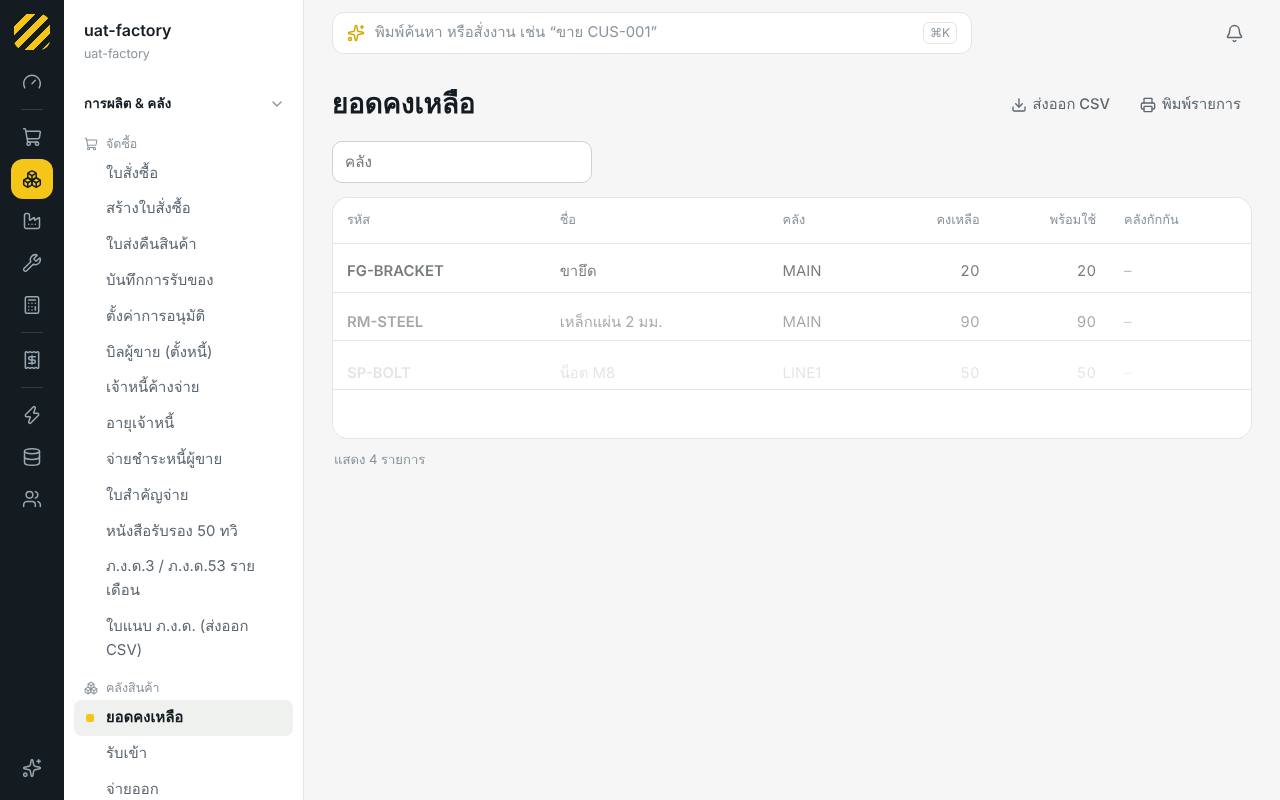 uat-factory
uat-factory
การผลิต & คลัง
จัดซื้อ
ใบสั่งซื้อ
สร้างใบสั่งซื้อ
ใบส่งคืนสินค้า
บันทึกการรับของ
ตั้งค่าการอนุมัติ
บิลผู้ขาย (ตั้งหนี้)
เจ้าหนี้ค้างจ่าย
อายุเจ้าหนี้
จ่ายชำระหนี้ผู้ขาย
ใบสำคัญจ่าย
หนังสือรับรอง 50 ทวิ
ภ.ง.ด.3 / ภ.ง.ด.53 ราย
เดือน
ใบแนบ ภ.ง.ด. (ส่งออก
CSV)
คลังสินค้า
ยอดคงเหลือ
รับเข้า
จ่ายออก
พิมพ์ค้นหา หรือสั่งงาน เช่น “ขาย CUS-001” ⌘K
ยอดคงเหลือ
ส่งออก CSV พิมพ์รายการ
คลัง
รหัส ชื่อ คลัง คงเหลือ พร้อมใช้ คลังกักกัน
FG-BRACKET ขายึด MAIN 20 20 –
RM-STEEL เหล็กแผ่น 2 มม. MAIN 90 90 –
SP-BOLT น็อต M8 LINE1 50 50 –
แสดง 4 รายการ